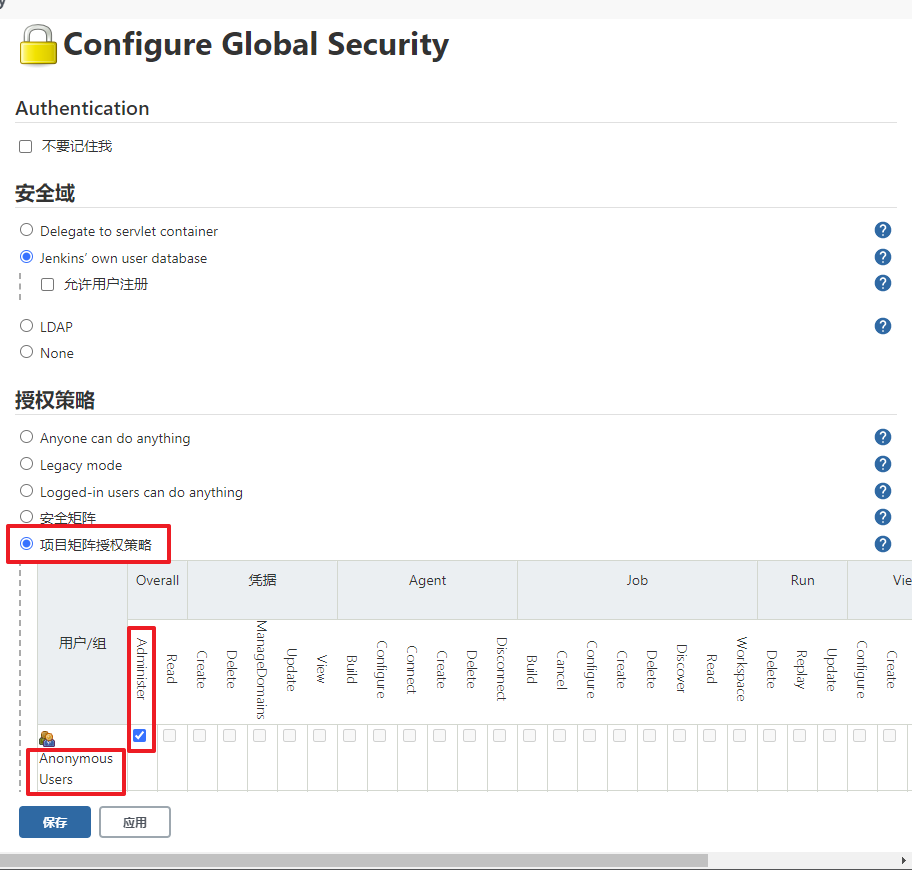 y
Configure Global Security
Authentication
不要记住我
安全域
Delegate to servlet container
Jenkins’ own user database
允许用户注册
LDAP
None
授权策略
Anyone can do anything
Legacy mode
Logged-in users can do anything
安全矩阵
项目矩阵授权策略
用户/组 Overall 凭据 Agent Job Run Vie
Administer Read Create Delete ManageDomains Update View Build Configure Connect Create Delete Disconnect Build Cancel Configure Create Delete Discover Read Workspace Delete Replay Update Configure Create
Anonymous
Users
保存 应用